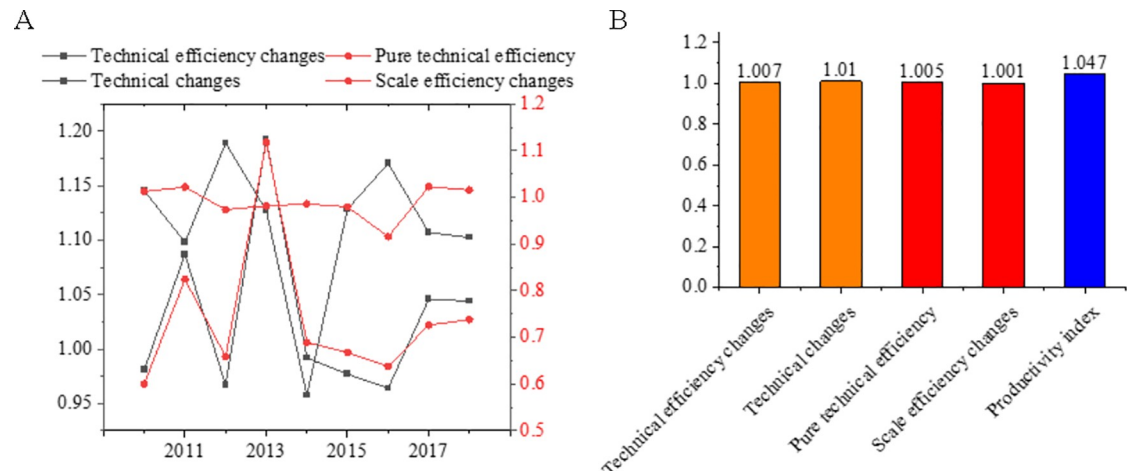 A
Technical efficiency changes
Pure technical efficiency
Technical changes
Scale efficiency changes
1.20
1.15
1.10
1.05
1.00
0.95
1.2
1.1
1.0
0.9
0.8
0.7
0.6
0.5
2011 2013 2015 2017
B
1.2
1.0
0.8
0.6
0.4
0.2
0.0
1.007 1.01 1.005 1.001 1.047
Technical efficiency changes
Technical changes
Pure technical efficiency
Scale efficiency changes
Productivity index